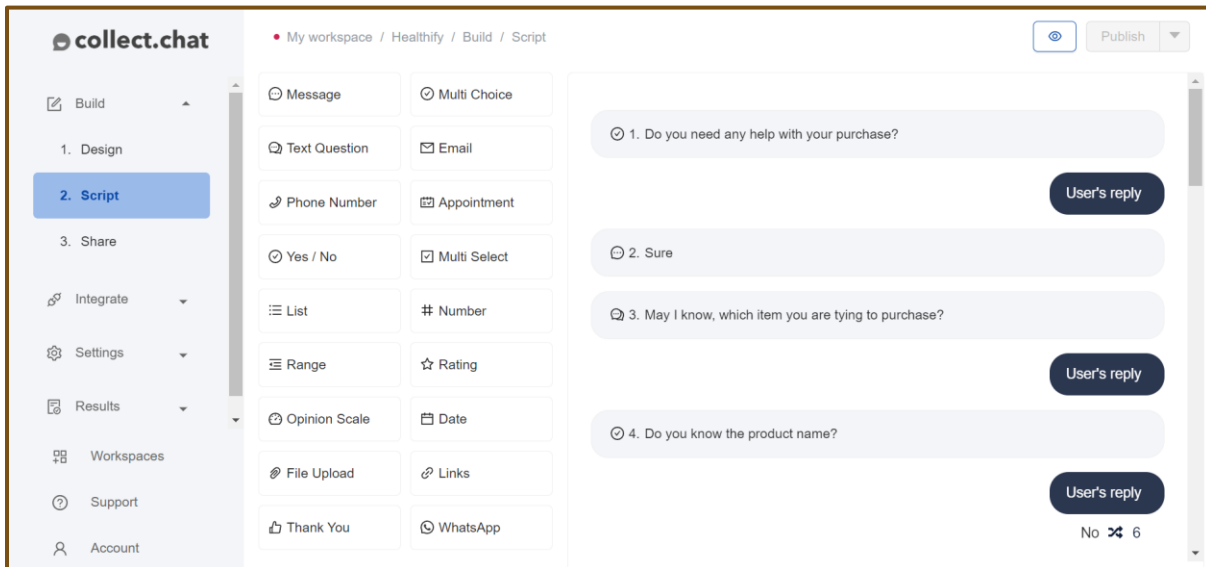 collect.chat
My workspace / Healthify / Build / Script
Publish
Build
1. Design
2. Script
3. Share
Integrate
Settings
Results
Workspaces
Support
Account
Message
Multi Choice
Text Question
Email
Phone Number
Appointment
Yes / No
Multi Select
List
Number
Range
Rating
Opinion Scale
Date
File Upload
Links
Thank You
WhatsApp
1. Do you need any help with your purchase?
User's reply
2. Sure
3. May I know, which item you are tying to purchase?
User's reply
4. Do you know the product name?
User's reply
No 6